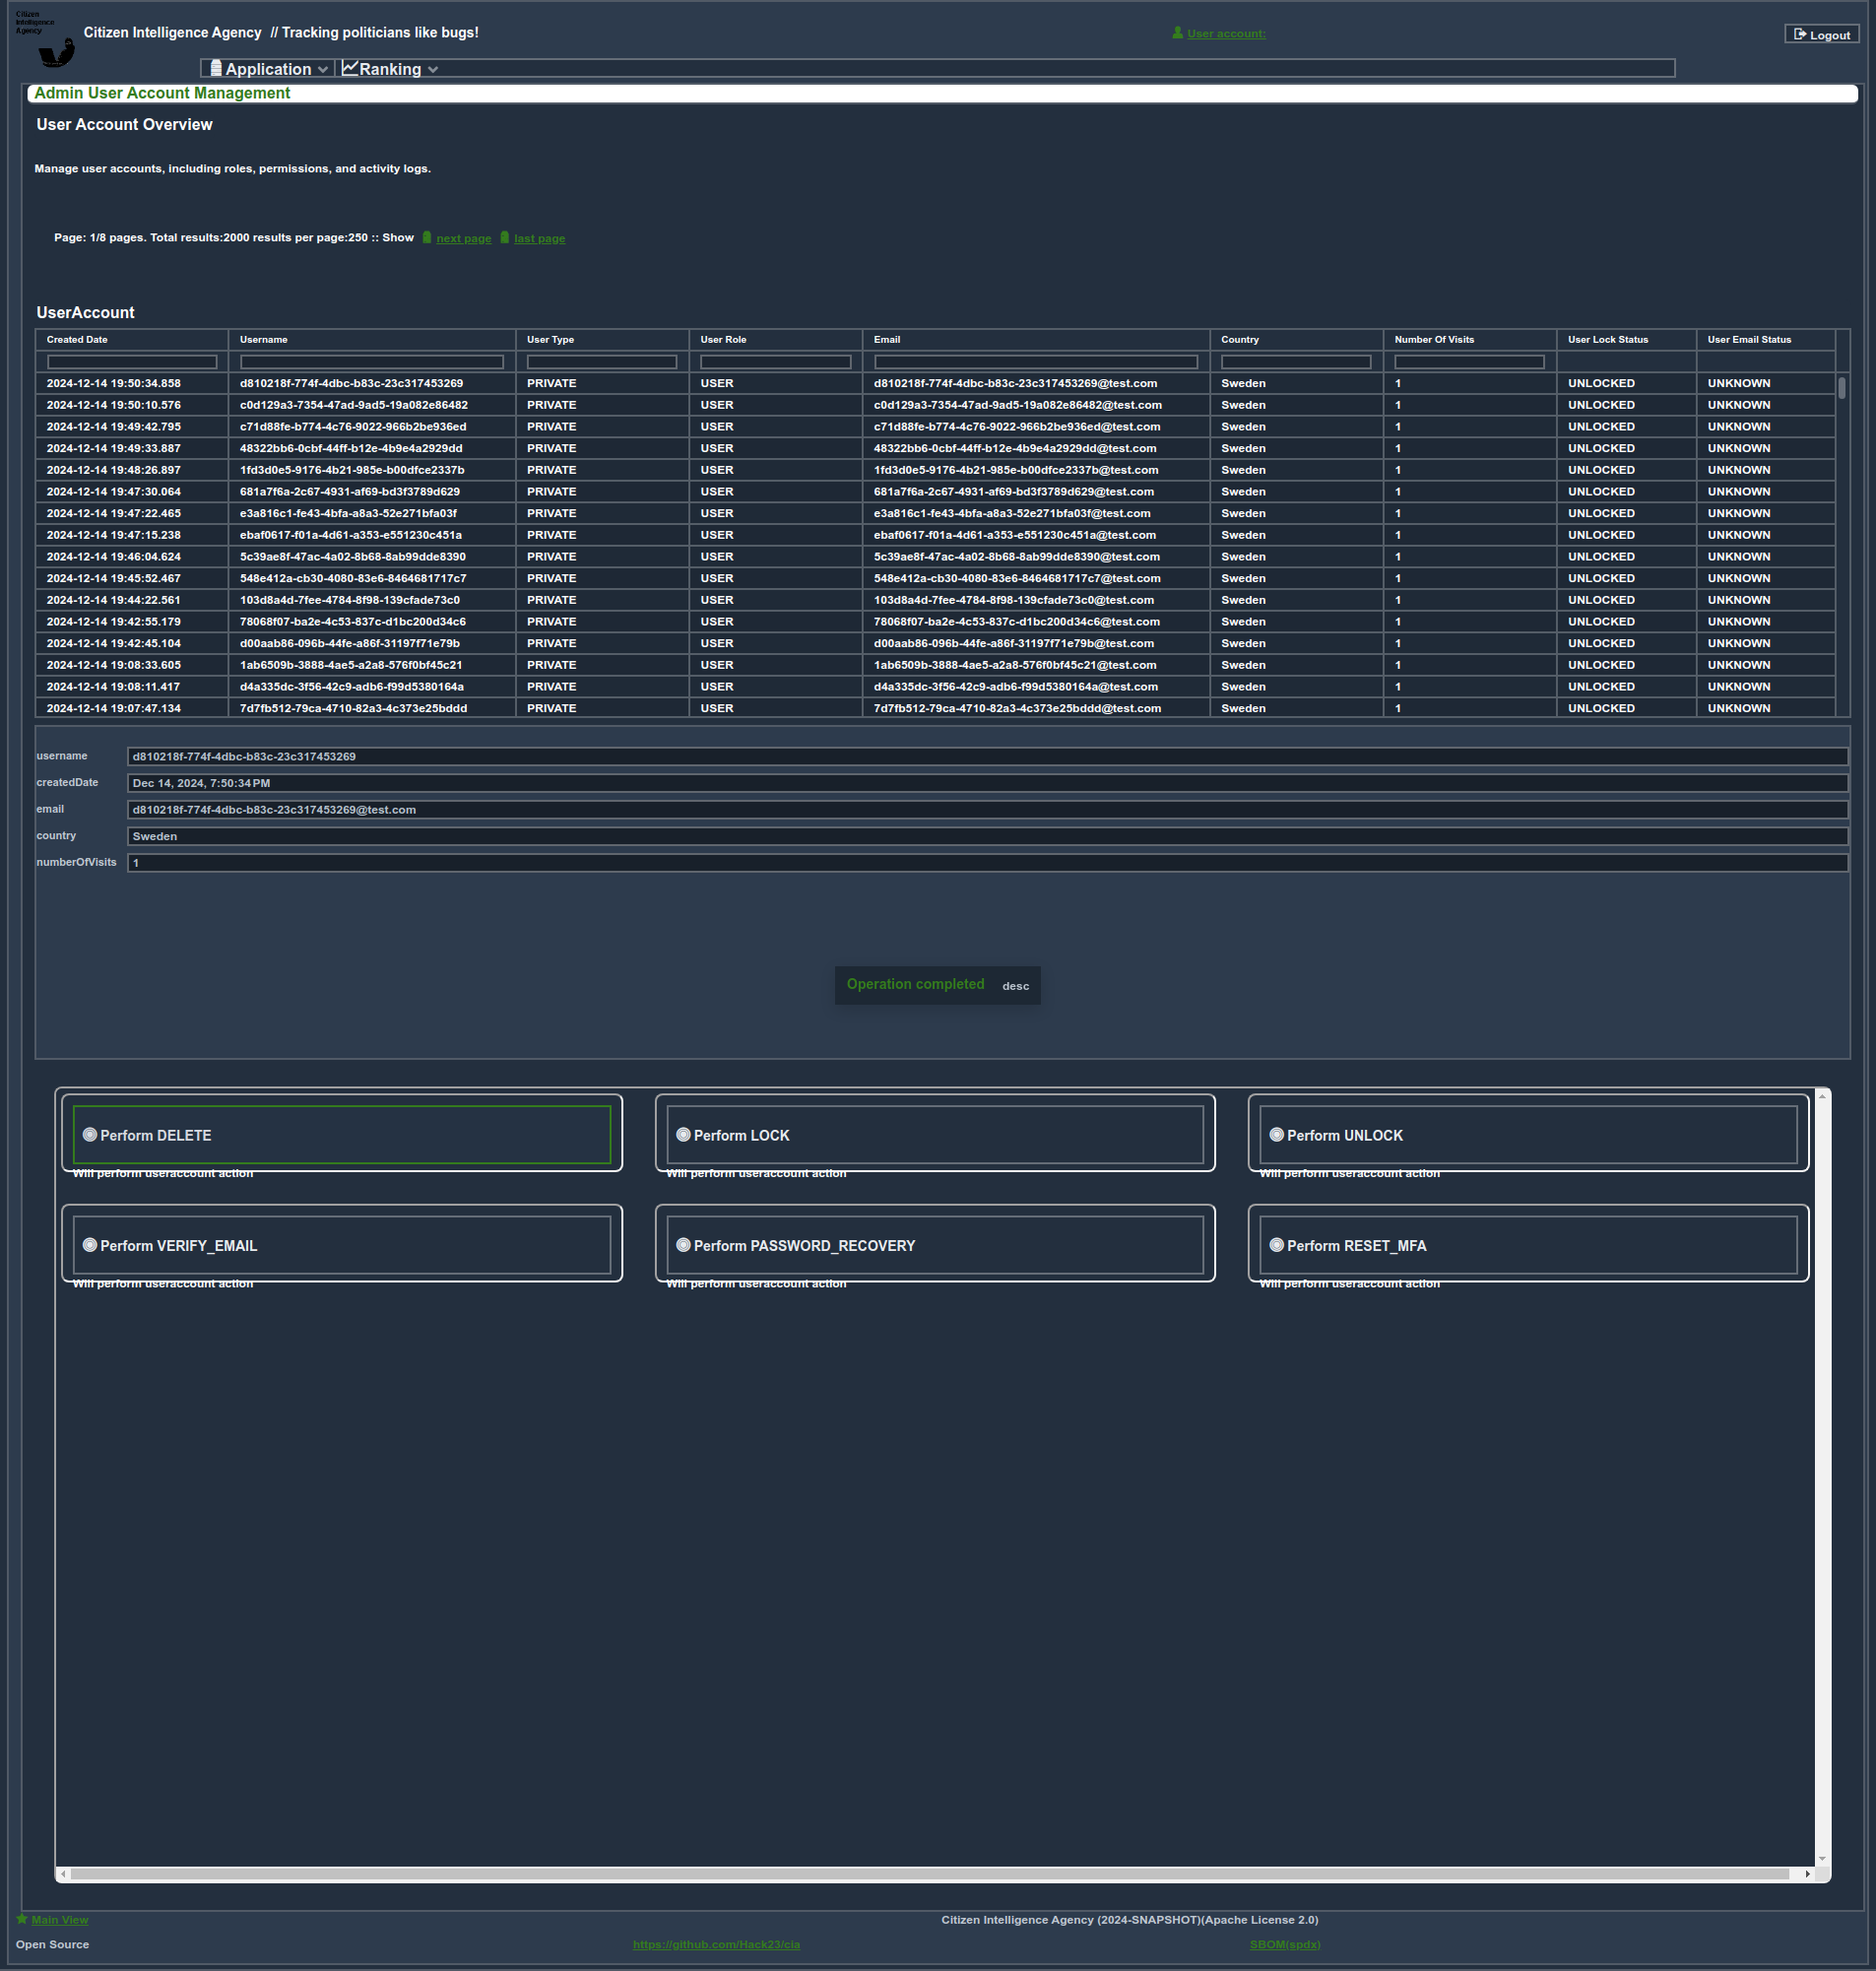 Citizen
Intelligence
Agency
Citizen Intelligence Agency // Tracking politicians like bugs!
User account:
Logout
Application Ranking
Admin User Account Management
User Account Overview
Manage user accounts, including roles, permissions, and activity logs.
Page: 1/8 pages. Total results:2000 results per page:250 :: Show next page last page
UserAccount
Created Date Username User Type User Role Email Country Number Of Visits User Lock Status User Email Status
2024-12-14 19:50:34.858 d810218f-774f-4dbc-b83c-23c317453269 PRIVATE USER d810218f-774f-4dbc-b83c-23c317453269@test.com Sweden 1 UNLOCKED UNKNOWN
2024-12-14 19:50:10.576 c0d129a3-7354-47ad-9ad5-19a082e86482 PRIVATE USER c0d129a3-7354-47ad-9ad5-19a082e86482@test.com Sweden 1 UNLOCKED UNKNOWN
2024-12-14 19:49:42.795 c71d88fe-b774-4c76-9022-966b2be936ed PRIVATE USER c71d88fe-b774-4c76-9022-966b2be936ed@test.com Sweden 1 UNLOCKED UNKNOWN
2024-12-14 19:49:33.887 48322bb6-0cbf-44ff-b12e-4b9e4a2929dd PRIVATE USER 48322bb6-0cbf-44ff-b12e-4b9e4a2929dd@test.com Sweden 1 UNLOCKED UNKNOWN
2024-12-14 19:48:26.897 1fd3d0e5-9176-4b21-985e-b00dfce2337b PRIVATE USER 1fd3d0e5-9176-4b21-985e-b00dfce2337b@test.com Sweden 1 UNLOCKED UNKNOWN
2024-12-14 19:47:30.064 681a7f6a-2c67-4931-af69-bd3f3789d629 PRIVATE USER 681a7f6a-2c67-4931-af69-bd3f3789d629@test.com Sweden 1 UNLOCKED UNKNOWN
2024-12-14 19:47:22.465 e3a816c1-fe43-4bfa-a8a3-52e271bfa03f PRIVATE USER e3a816c1-fe43-4bfa-a8a3-52e271bfa03f@test.com Sweden 1 UNLOCKED UNKNOWN
2024-12-14 19:47:15.238 ebaf0617-f01a-4d61-a353-e551230c451a PRIVATE USER ebaf0617-f01a-4d61-a353-e551230c451a@test.com Sweden 1 UNLOCKED UNKNOWN
2024-12-14 19:46:04.624 5c39ae8f-47ac-4a02-8b68-8ab99dde8390 PRIVATE USER 5c39ae8f-47ac-4a02-8b68-8ab99dde8390@test.com Sweden 1 UNLOCKED UNKNOWN
2024-12-14 19:45:52.467 548e412a-cb30-4080-83e6-8464681717c7 PRIVATE USER 548e412a-cb30-4080-83e6-8464681717c7@test.com Sweden 1 UNLOCKED UNKNOWN
2024-12-14 19:44:22.561 103d8a4d-7fee-4784-8f98-139cfade73c0 PRIVATE USER 103d8a4d-7fee-4784-8f98-139cfade73c0@test.com Sweden 1 UNLOCKED UNKNOWN
2024-12-14 19:42:55.179 78068f07-ba2e-4c53-837c-d1bc200d34c6 PRIVATE USER 78068f07-ba2e-4c53-837c-d1bc200d34c6@test.com Sweden 1 UNLOCKED UNKNOWN
2024-12-14 19:42:45.104 d00aab86-096b-44fe-a86f-31197f71e79b PRIVATE USER d00aab86-096b-44fe-a86f-31197f71e79b@test.com Sweden 1 UNLOCKED UNKNOWN
2024-12-14 19:08:33.605 1ab6509b-3888-4ae5-a2a8-576f0bf45c21 PRIVATE USER 1ab6509b-3888-4ae5-a2a8-576f0bf45c21@test.com Sweden 1 UNLOCKED UNKNOWN
2024-12-14 19:08:11.417 d4a335dc-3f56-42c9-adb6-f99d5380164a PRIVATE USER d4a335dc-3f56-42c9-adb6-f99d5380164a@test.com Sweden 1 UNLOCKED UNKNOWN
2024-12-14 19:07:47.134 7d7fb512-79ca-4710-82a3-4c373e25bddd PRIVATE USER 7d7fb512-79ca-4710-82a3-4c373e25bddd@test.com Sweden 1 UNLOCKED UNKNOWN
username d810218f-774f-4dbc-b83c-23c317453269
createdDate Dec 14, 2024, 7:50:34 PM
email d810218f-774f-4dbc-b83c-23c317453269@test.com
country Sweden
numberOfVisits 1
Operation completed desc
Perform DELETE Perform LOCK Perform UNLOCK
Will perform useraccount action Will perform useraccount action Will perform useraccount action
Perform VERIFY_EMAIL Perform PASSWORD_RECOVERY Perform RESET_MFA
Will perform useraccount action Will perform useraccount action Will perform useraccount action
Main View Citizen Intelligence Agency (2024-SNAPSHOT)(Apache License 2.0)
Open Source https://github.com/Hack23/cia SBOM(spdx)